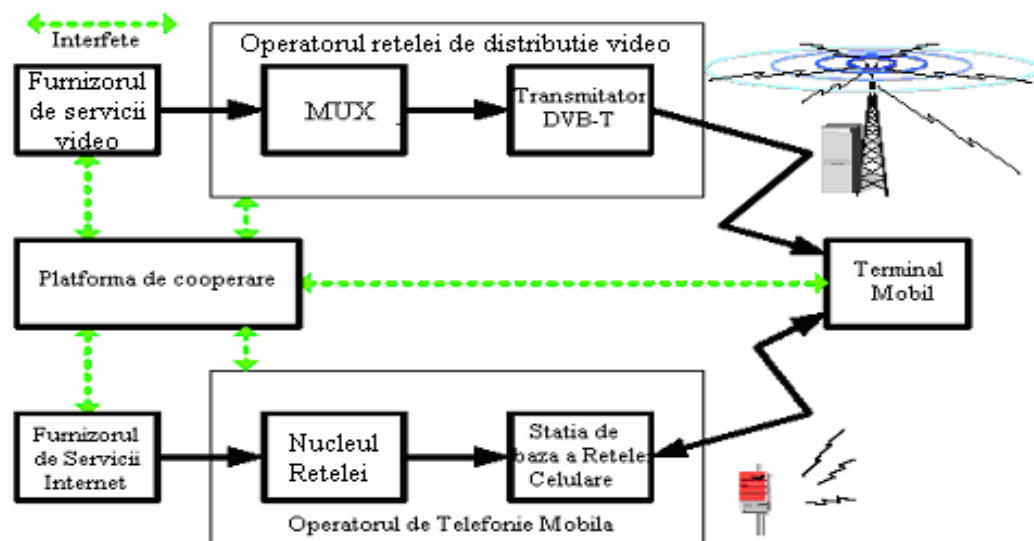 Interfete
Operatorul retelei de distributie video
Furnizorul
de servicii
video
MUX
Transmitator
DVB-T
Platforma de cooperare
Terminal
Mobil
Furnizorul
de Servicii
Internet
Nucleul
Retelei
Statia de
baza a Retelei
Celulare
Operatorul de Telefonie Mobila